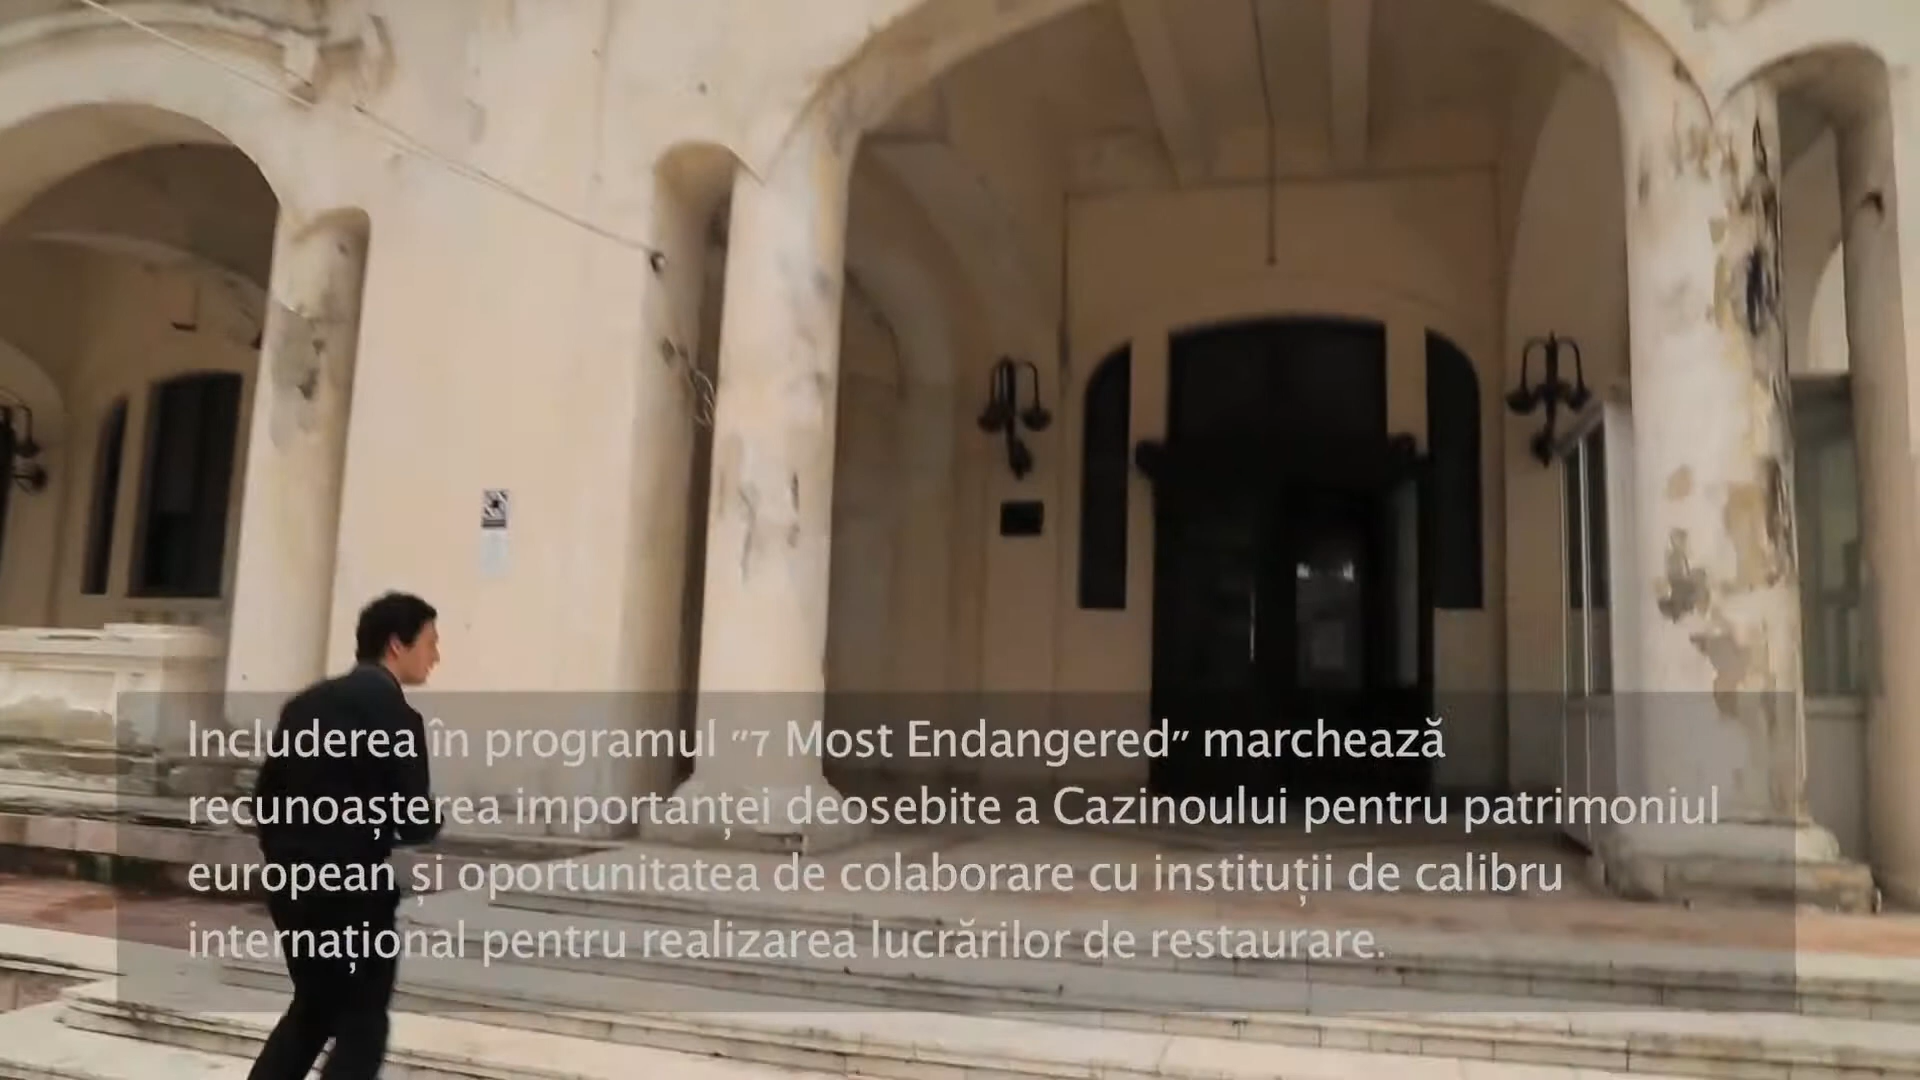 Includerea în programul "7 Most Endangered" marchează
recunoașterea importanței deosebite a Cazinoului pentru patrimoniul
european și oportunitatea de colaborare cu instituții de calibru
internațional pentru realizarea lucrărilor de restaurare.